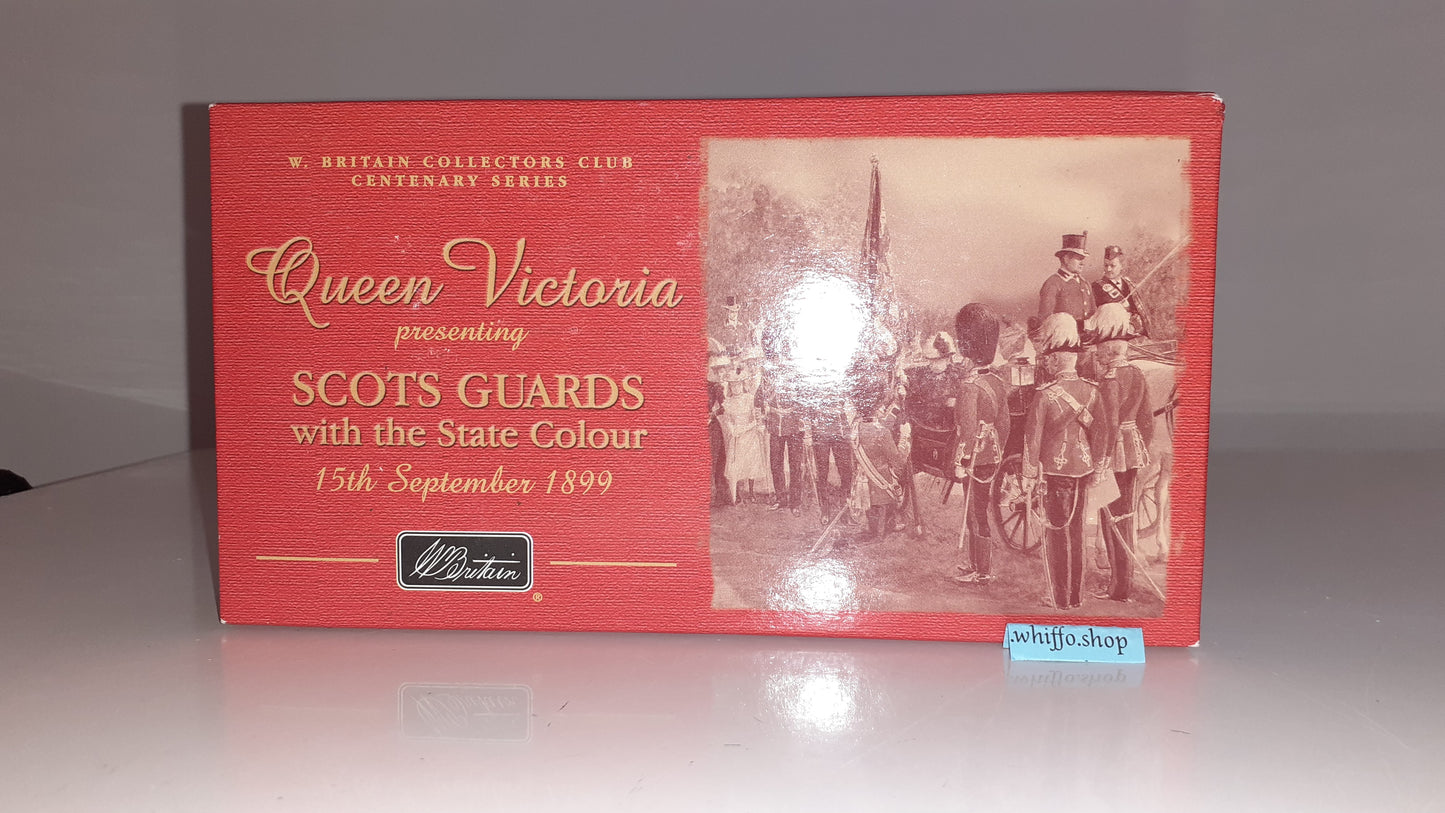 W. BRITAIN COLLECTORS CLUB
CENTENARY SERIES
Queen Victoria
presenting
SCOTS GUARDS
with the State Colour
15th September 1899
WBritain
®
.whiffo.shop